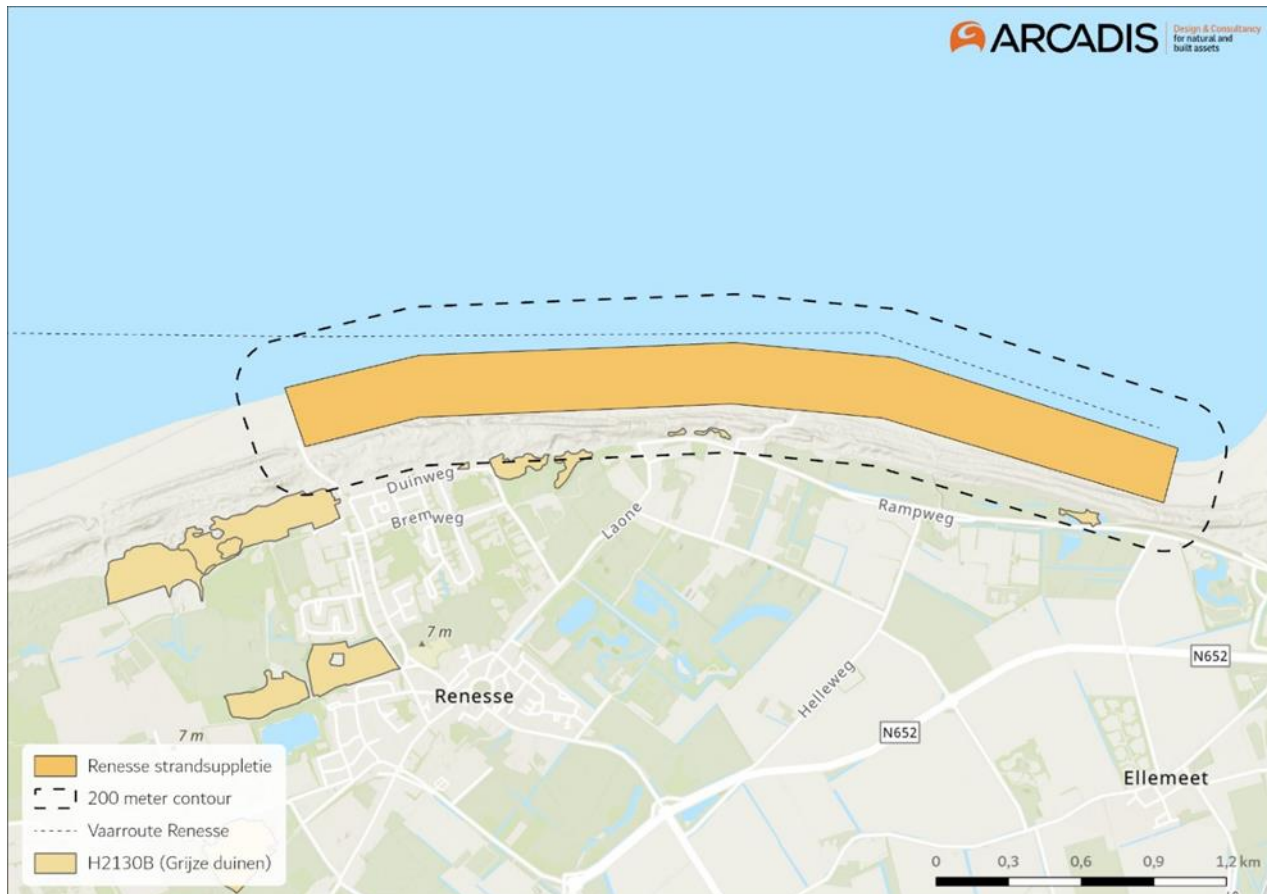 ARCADIS
Design & Consultancy
for natural and
built assets
Duinweg
Bremweg
Laone
Rampweg
7 m
Renesse
Helleweg
N652
N652
7 m
Ellemeet
Renesse strandsuppletie
200 meter contour
Vaarroute Renesse
H2130B (Grijze duinen)
0 0,3 0,6 0,9 1,2 km